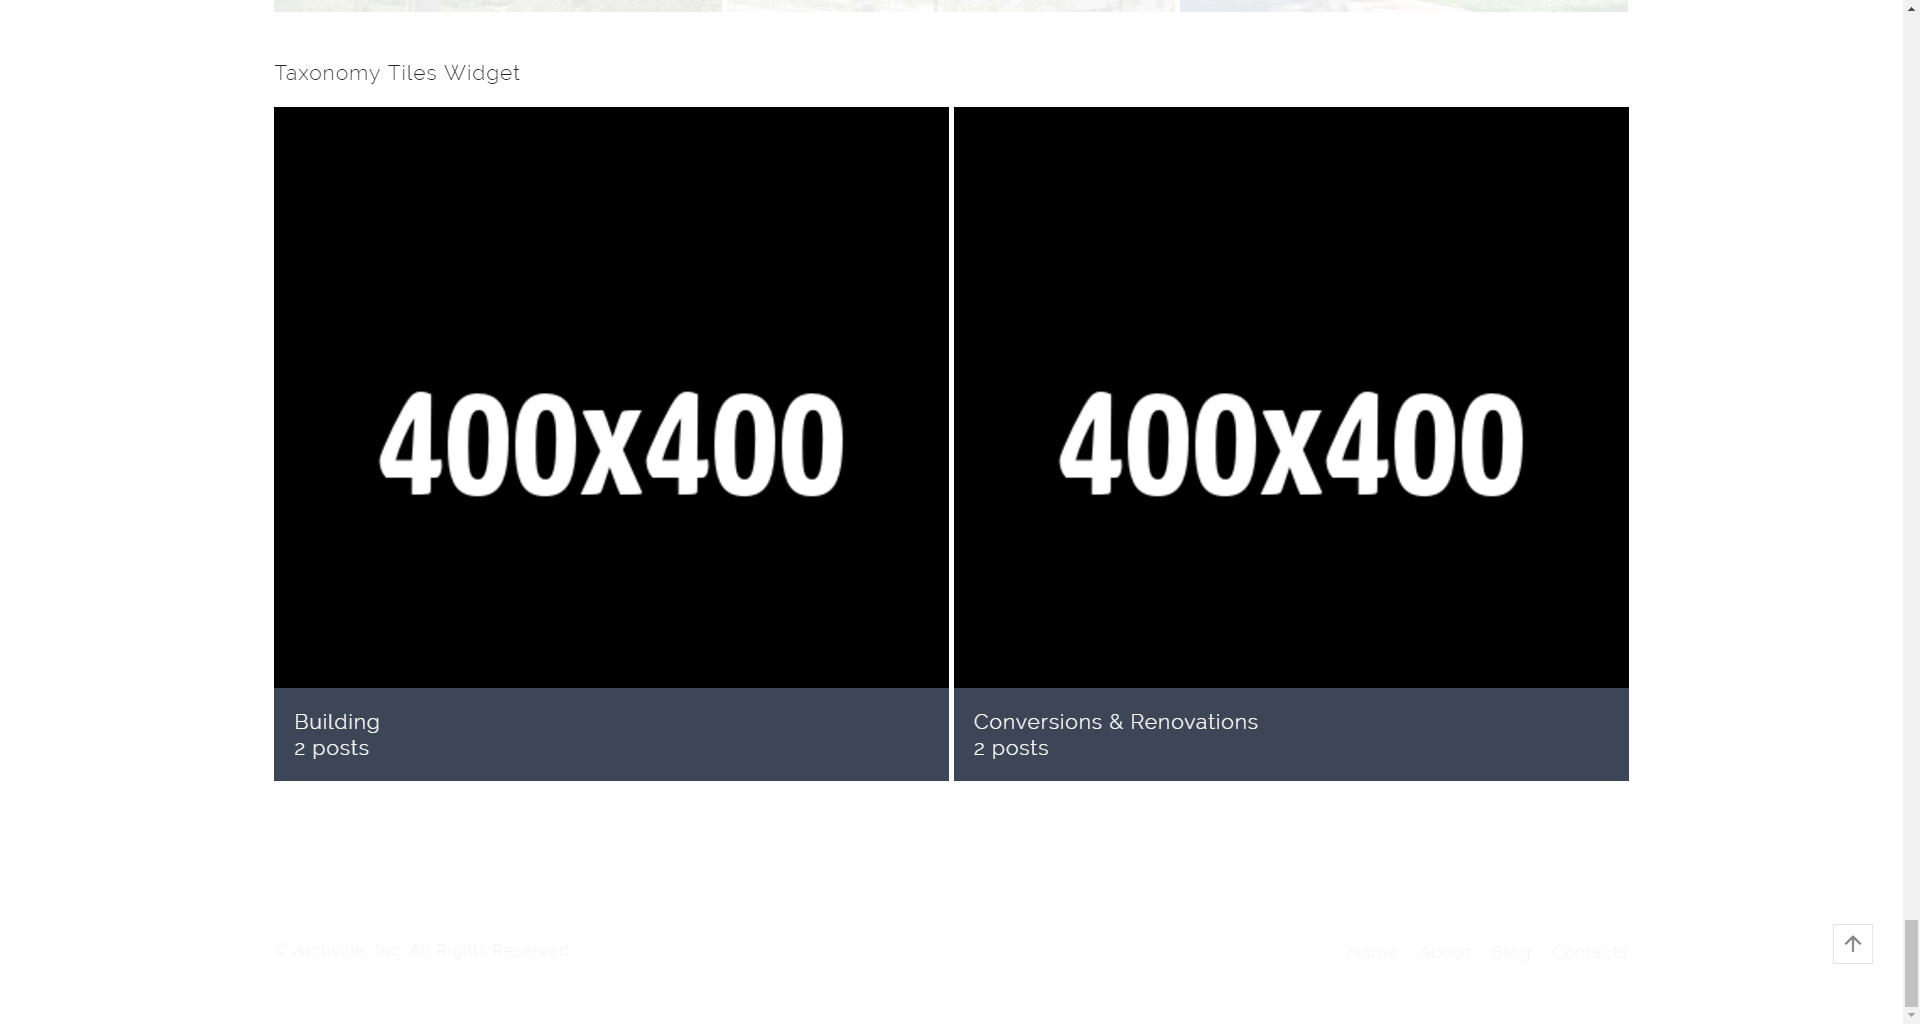 Taxonomy Tiles Widget
400x400
400x400
Building
2 posts
Conversions & Renovations
2 posts
© Archville, Inc. All Rights Reserved
Home About Blog Contacts